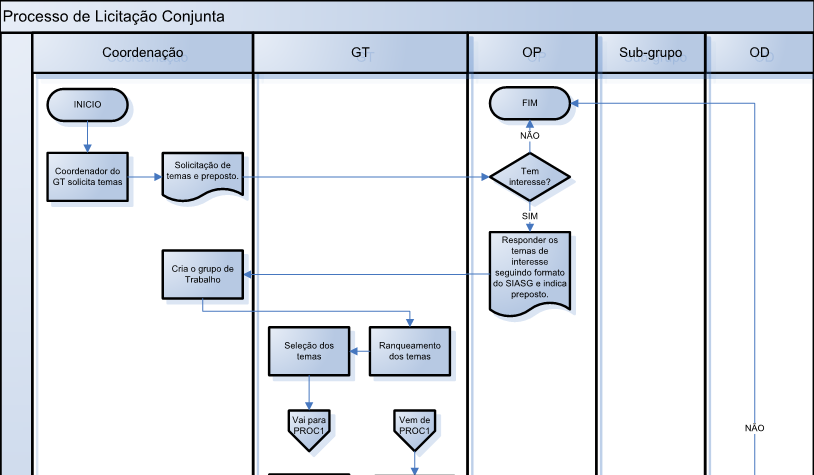 Processo de Licitação Conjunta
Coordenação
GT
OP
Sub-grupo
OD
INICIO
FIM
NÃO
Coordenador do
GT solicita temas
Solicitação de
temas e preposto.
Tem
interesse?
SIM
Responder os
temas de
interesse
seguindo formato
do SIASG e indica
preposto.
Cria o grupo de
Trabalho
Seleção dos
temas
Ranqueamento
dos temas
Vai para
PROC1
Vem de
PROC1
NÃO